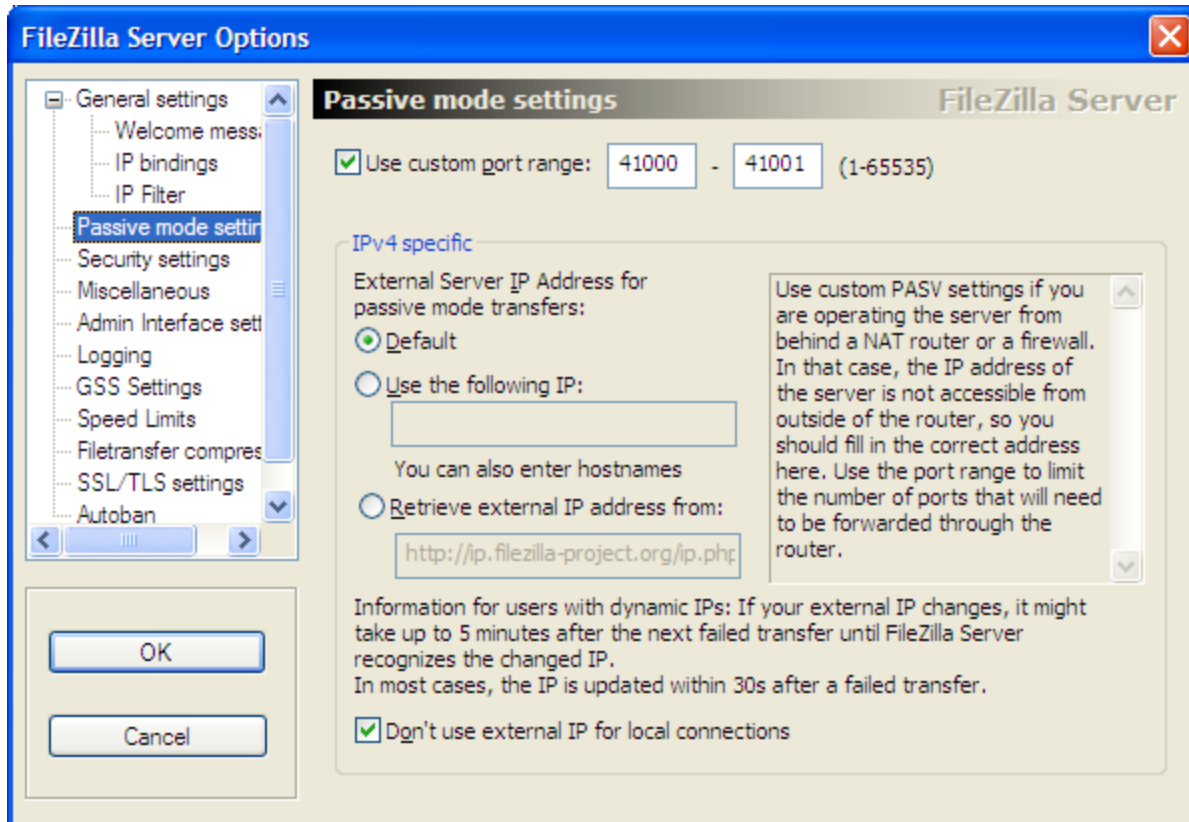 FileZilla Server Options
General settings
Welcome messa
IP bindings
IP Filter
Passive mode settin
Security settings
Miscellaneous
Admin Interface sett
Logging
GSS Settings
Speed Limits
Filetransfer compres
SSL/TLS settings
Autoban
OK
Cancel
Passive mode settings FileZilla Server
Use custom port range: 41000 - 41001 (1-65535)
IPv4 specific
External Server IP Address for
passive mode transfers:
Default
Use the following IP:
You can also enter hostnames
Retrieve external IP address from:
http://ip.filezilla-project.org/ip.php
Use custom PASV settings if you
are operating the server from
behind a NAT router or a firewall.
In that case, the IP address of
the server is not accessible from
outside of the router, so you
should fill in the correct address
here. Use the port range to limit
the number of ports that will need
to be forwarded through the
router.
Information for users with dynamic IPs: If your external IP changes, it might
take up to 5 minutes after the next failed transfer until FileZilla Server
recognizes the changed IP.
In most cases, the IP is updated within 30s after a failed transfer.
Don't use external IP for local connections